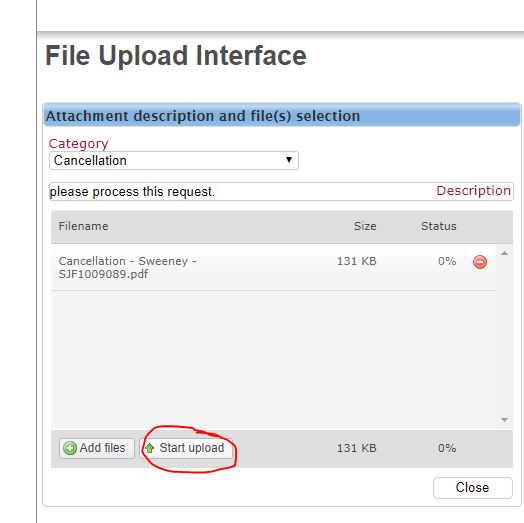 File Upload Interface
Attachment description and file(s) selection
Category
Cancellation
please process this request. Description
Filename Size Status
Cancellation - Sweeney - 131 KB 0%
SJF1009089.pdf
Add files Start upload 131 KB 0%
Close